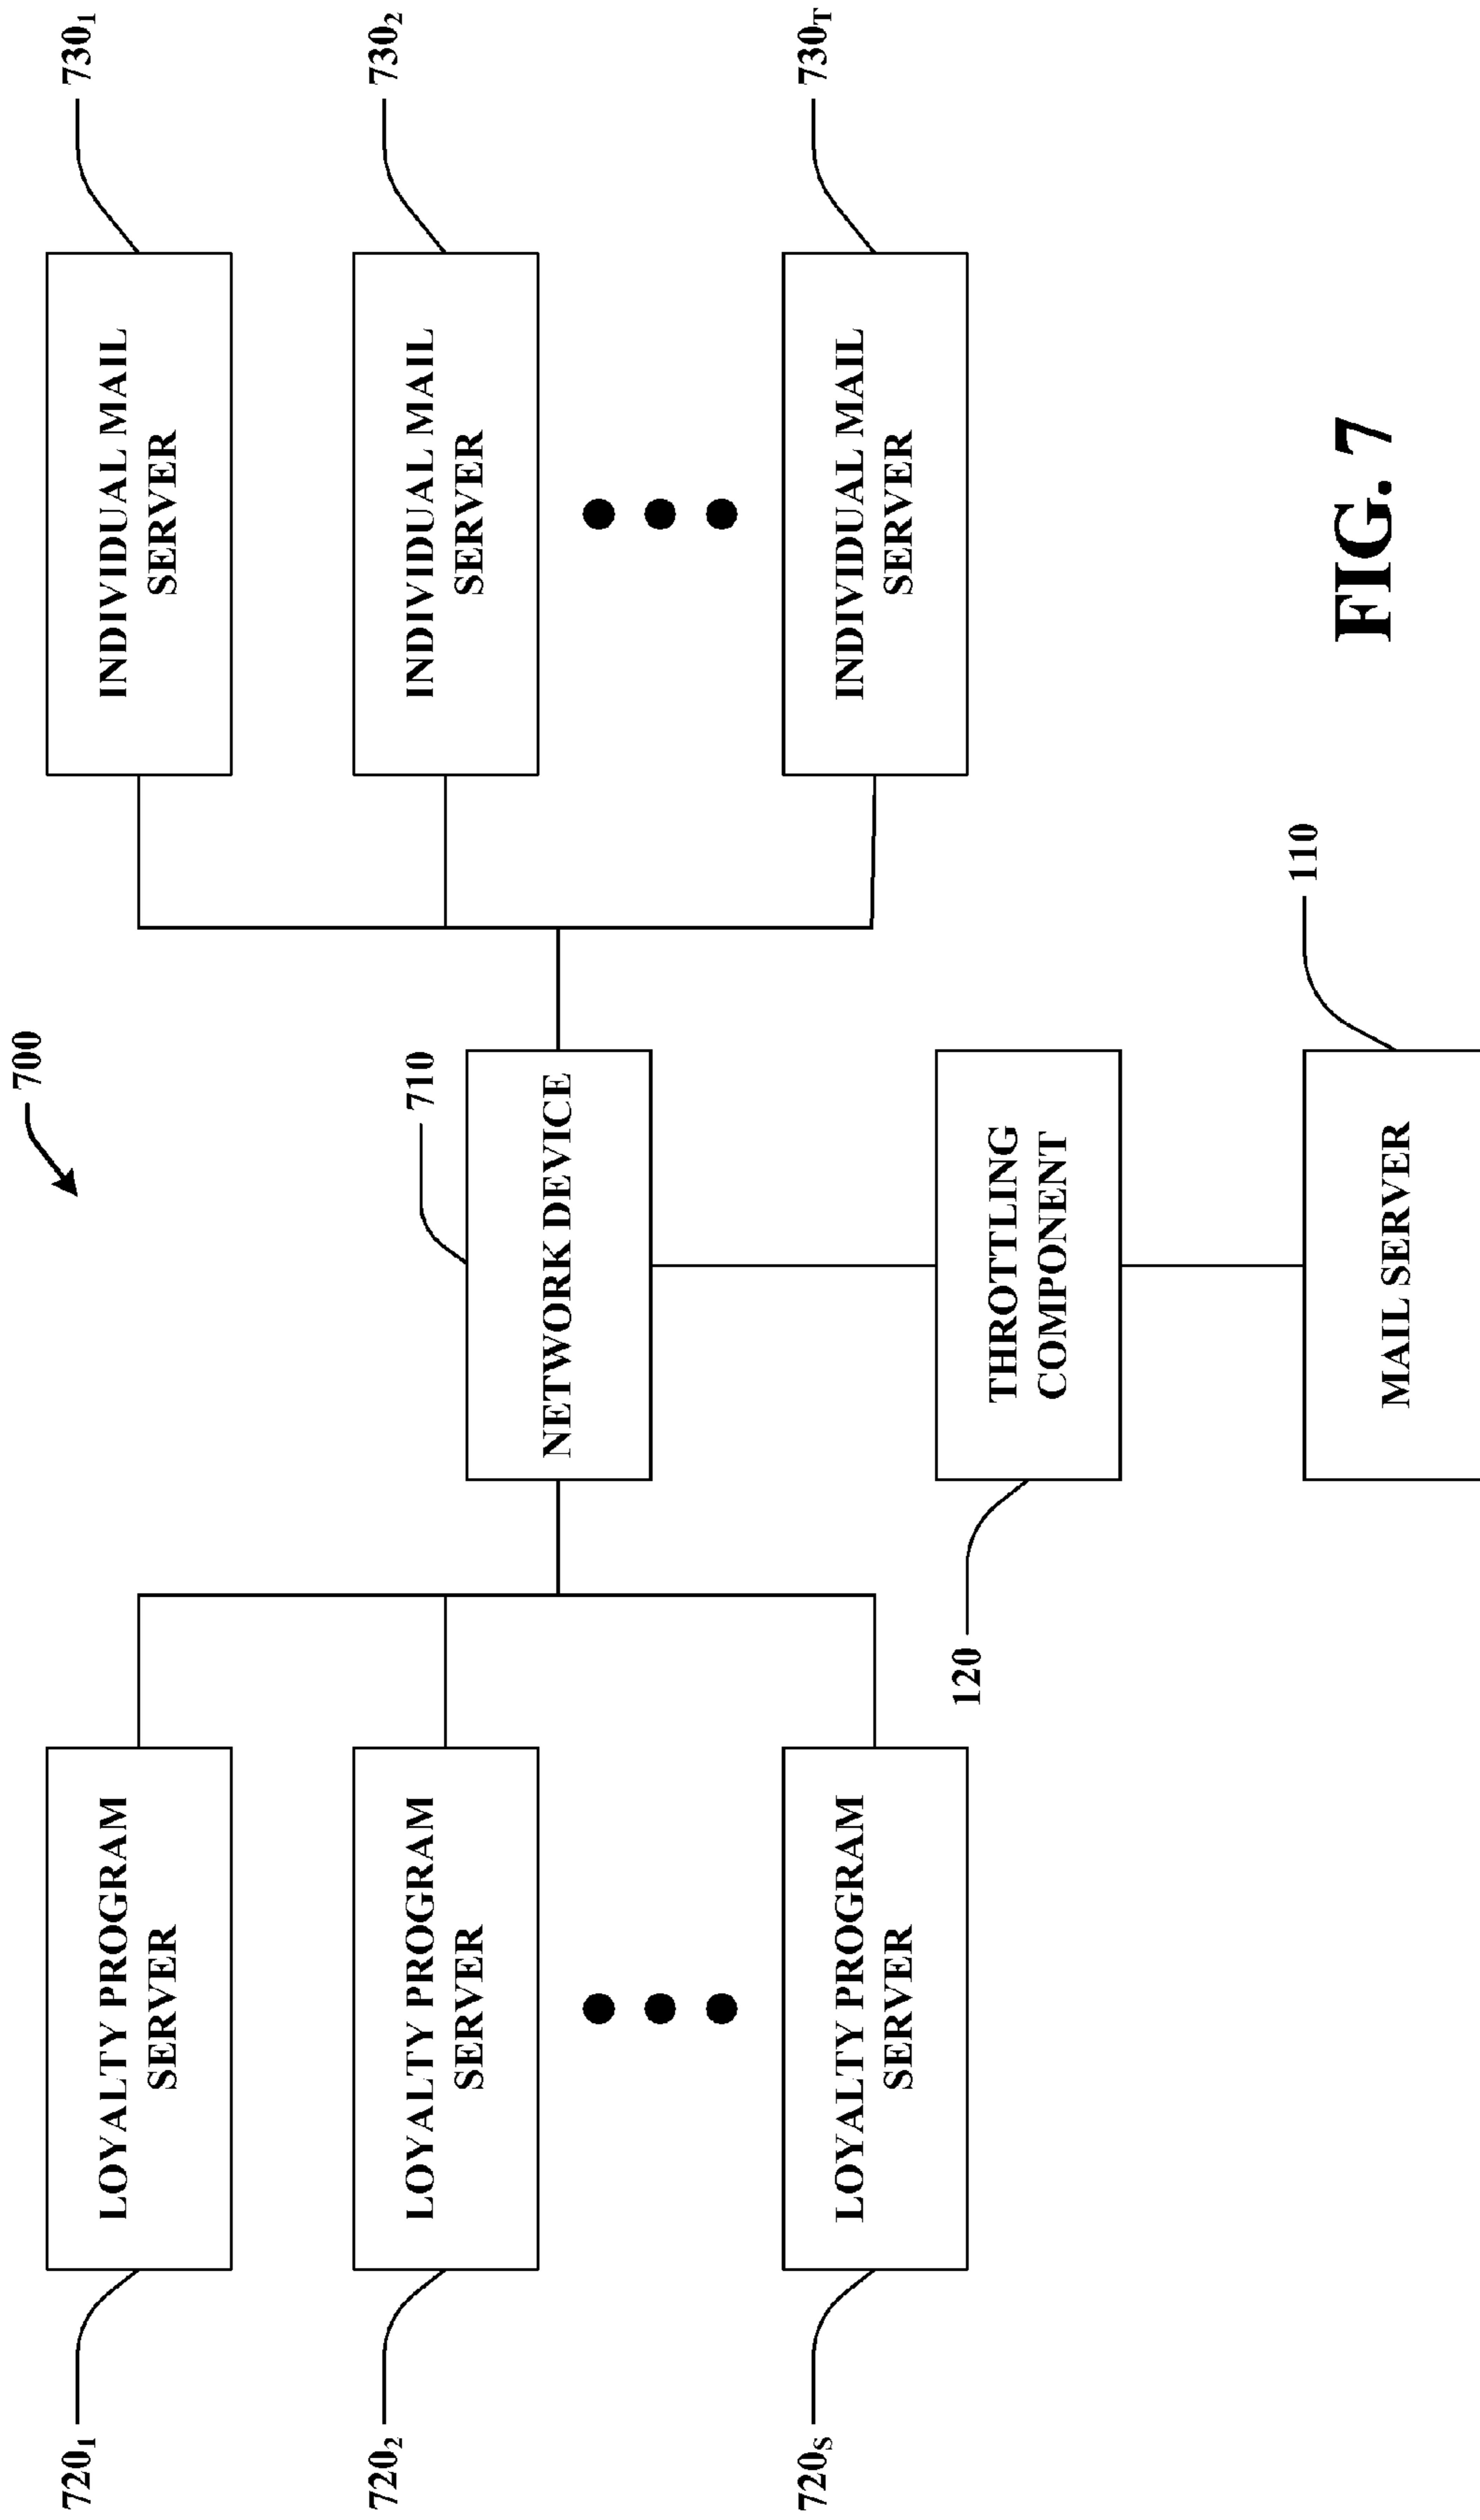 700
720₁
LOYALTY PROGRAM
SERVER
INDIVIDUAL MAIL
SERVER
730₁
720₂
LOYALTY PROGRAM
SERVER
710
NETWORK DEVICE
INDIVIDUAL MAIL
SERVER
730₂
720S
LOYALTY PROGRAM
SERVER
INDIVIDUAL MAIL
SERVER
730T
120
THROTTLING
COMPONENT
110
MAIL SERVER
FIG. 7